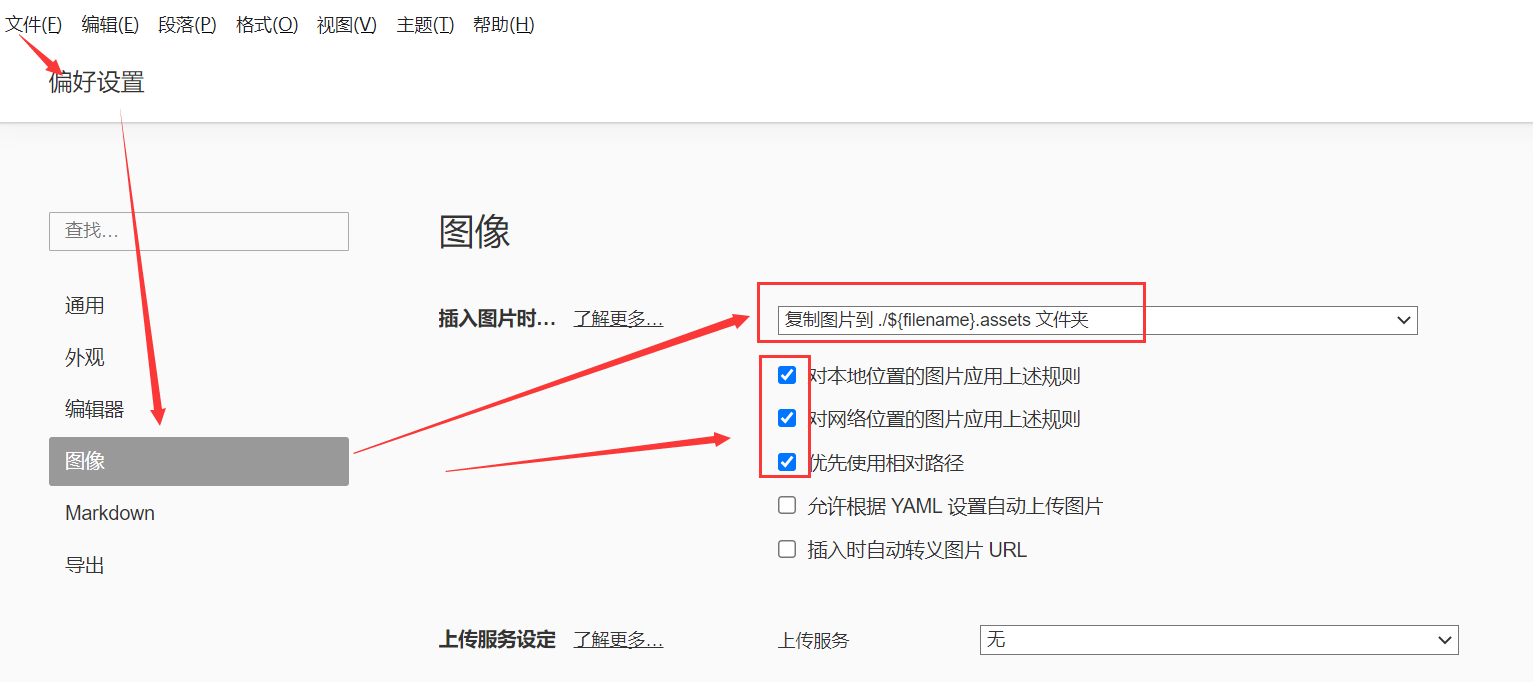 文件(F) 编辑(E) 段落(P) 格式(O) 视图(V) 主题(T) 帮助(H)
偏好设置
查找...
通用
外观
编辑器
图像
Markdown
导出
图像
插入图片时... 了解更多... 复制图片到 ./${filename}.assets 文件夹
对本地位置的图片应用上述规则
对网络位置的图片应用上述规则
优先使用相对路径
允许根据 YAML 设置自动上传图片
插入时自动转义图片 URL
上传服务设定 了解更多... 上传服务 无